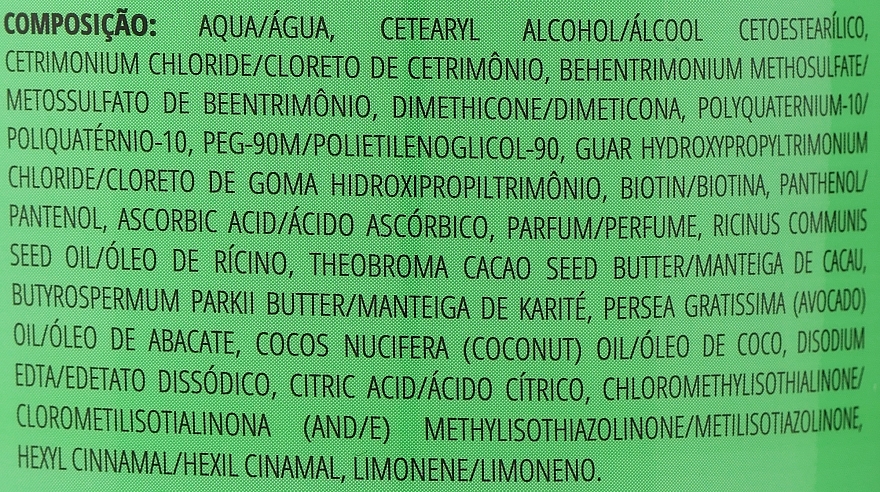 COMPOSIÇÃO: AQUA/ÁGUA, CETEARYL ALCOHOL/ÁLCOOL CETOESTEARÍLICO,
CETRIMONIUM CHLORIDE/CLORETO DE CETRIMÔNIO, BEHENTRIMONIUM METHOSULFATE/
METOSSULFATO DE BEENTRIMÔNIO, DIMETHICONE/DIMETICONA, POLYQUATERNIUM-10/
POLIQUATÉRNIO-10, PEG-90M/POLIETILENOGLICOL-90, GUAR HYDROXYPROPYLTRIMONIUM
CHLORIDE/CLORETO DE GOMA HIDROXIPROPILTRIMÔNIO, BIOTIN/BIOTINA, PANTHENOL/
PANTENOL, ASCORBIC ACID/ÁCIDO ASCÓRBICO, PARFUM/PERFUME, RICINUS COMMUNIS
SEED OIL/ÓLEO DE RÍCINO, THEOBROMA CACAO SEED BUTTER/MANTEIGA DE CACAU,
BUTYROSPERMUM PARKII BUTTER/MANTEIGA DE KARITÉ, PERSEA GRATISSIMA (AVOCADO)
OIL/ÓLEO DE ABACATE, COCOS NUCIFERA (COCONUT) OIL/ÓLEO DE COCO, DISODIUM
EDTA/EDETATO DISSÓDICO, CITRIC ACID/ÁCIDO CÍTRICO, CHLOROMETHYLISOTHIALINONE/
CLOROMETILISOTIALINONA (AND/E) METHYLISOTHIAZOLINONE/METILISOTIAZOLINONE,
HEXYL CINNAMAL/HEXIL CINAMAL, LIMONENE/LIMONENO.